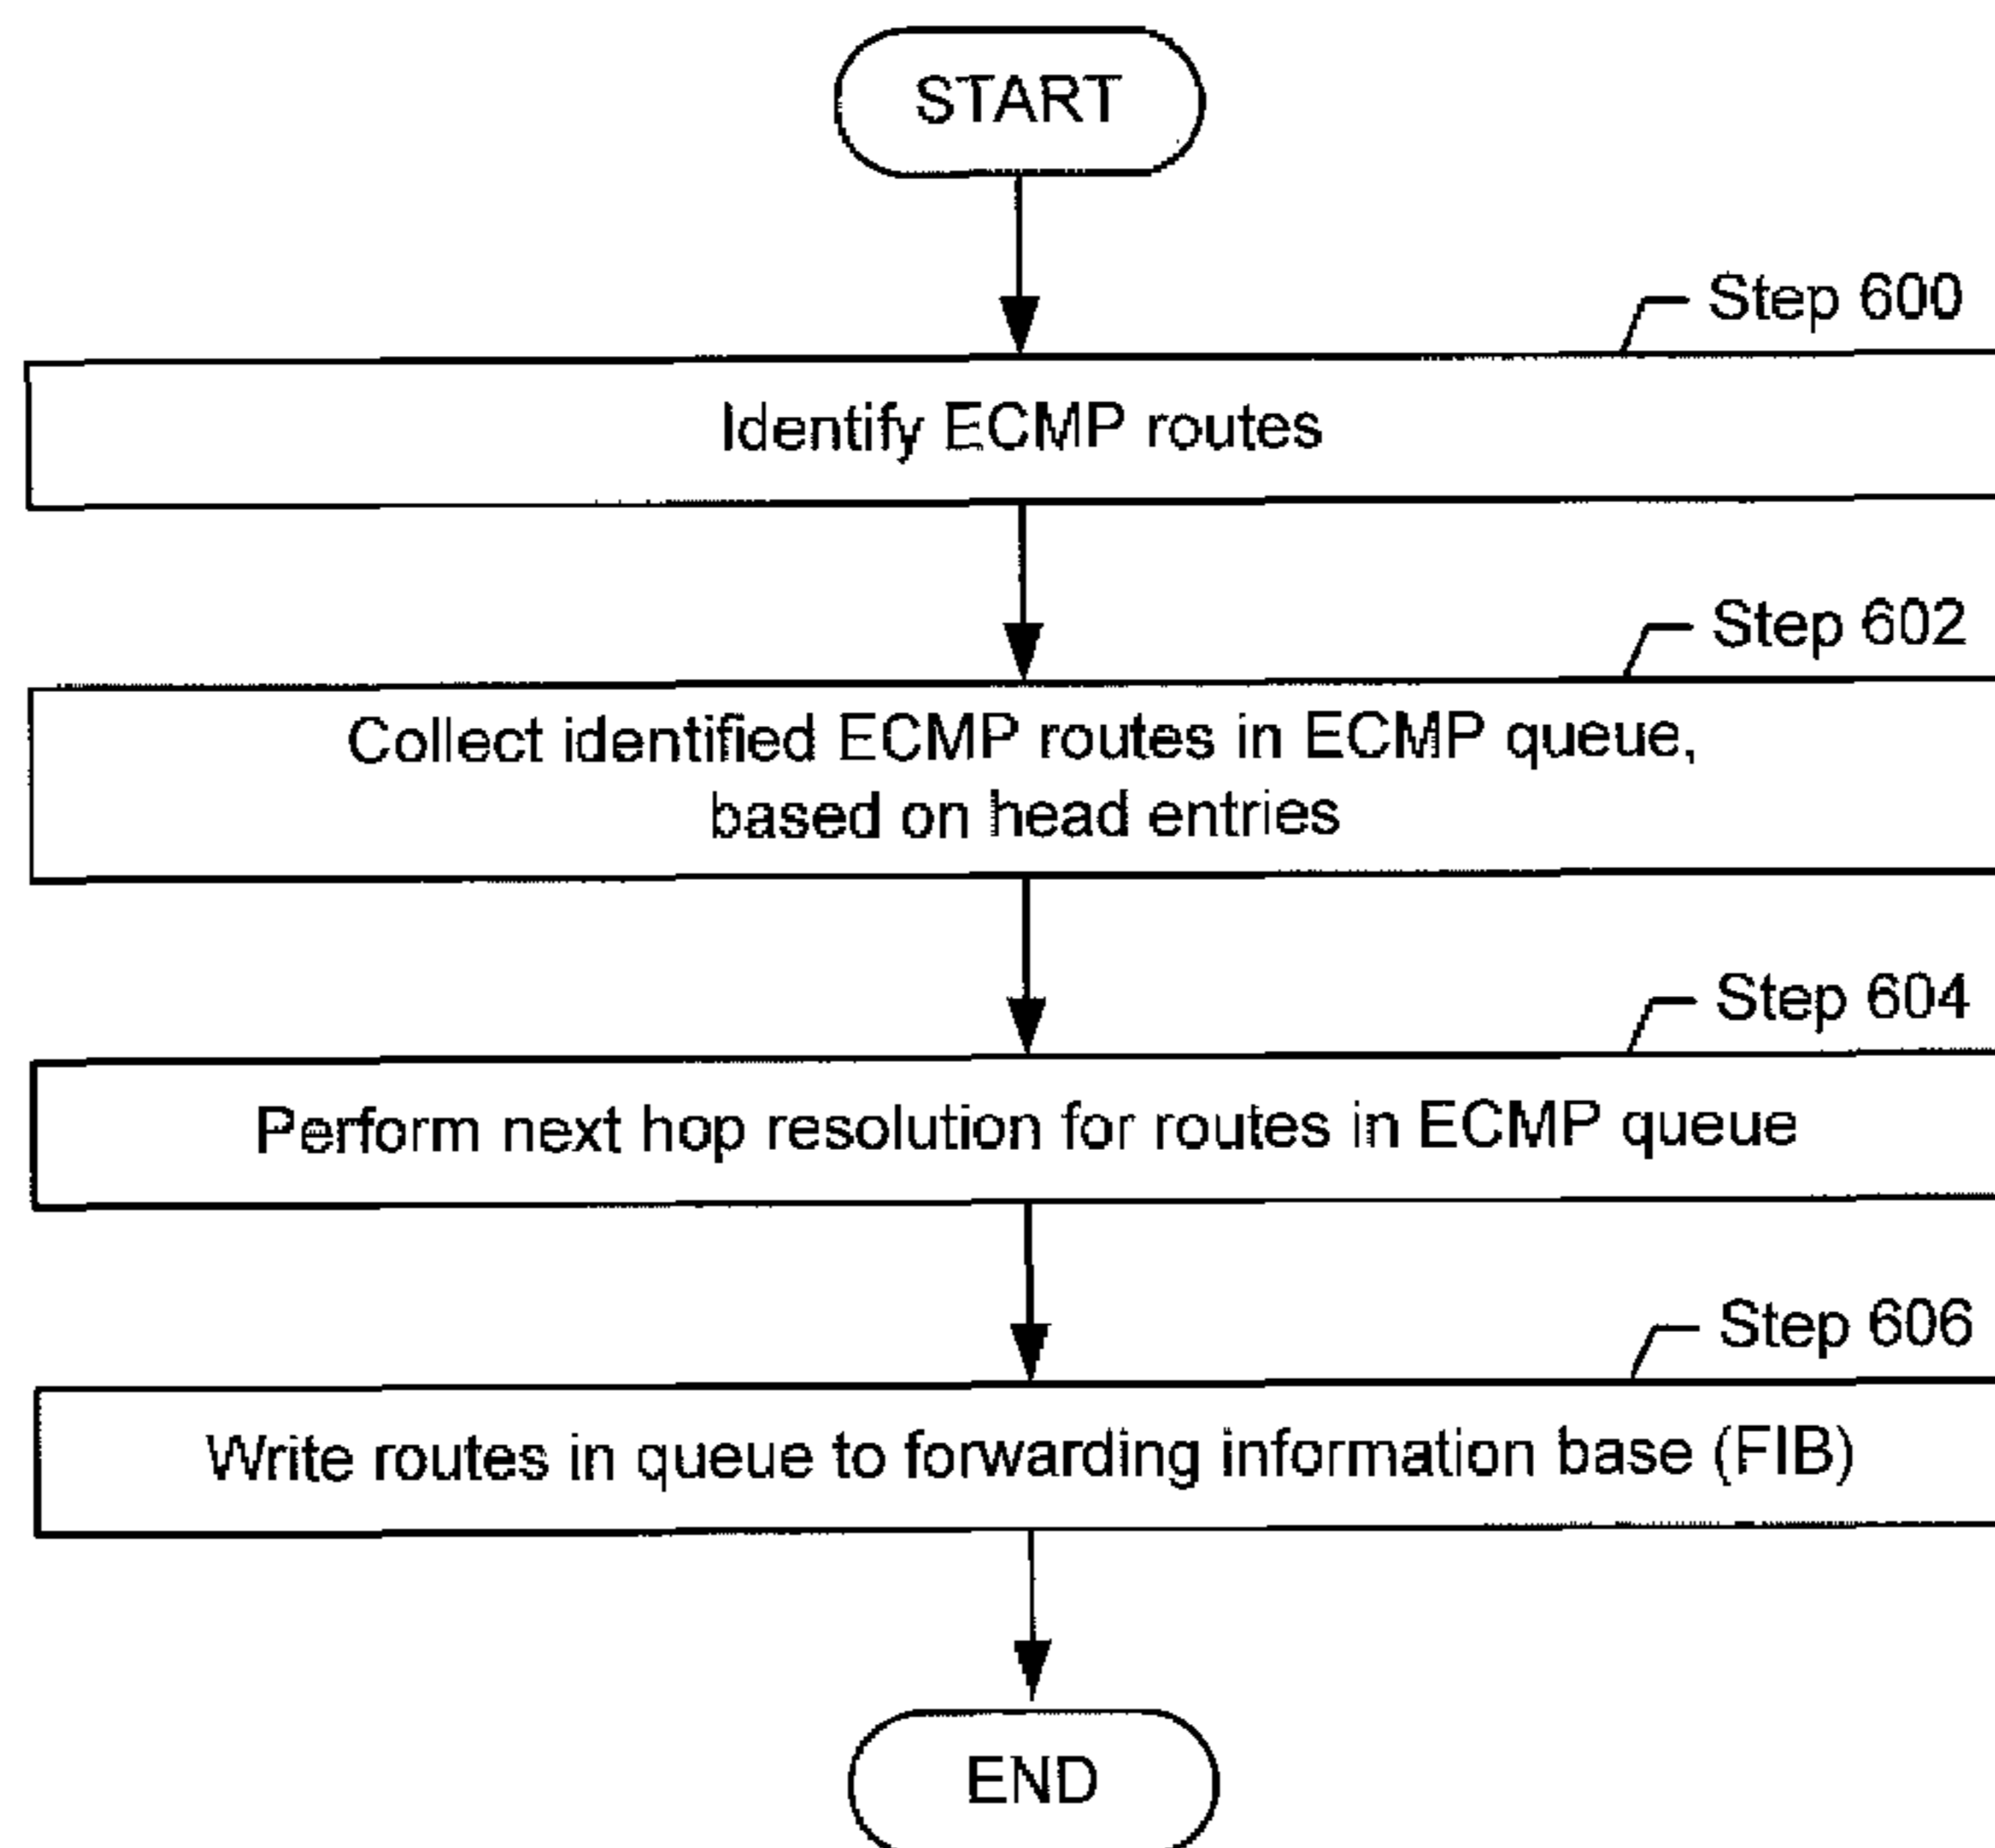 START
Step 600
Identify ECMP routes
Step 602
Collect identified ECMP routes in ECMP queue,
based on head entries
Step 604
Perform next hop resolution for routes in ECMP queue
Step 606
Write routes in queue to forwarding information base (FIB)
END